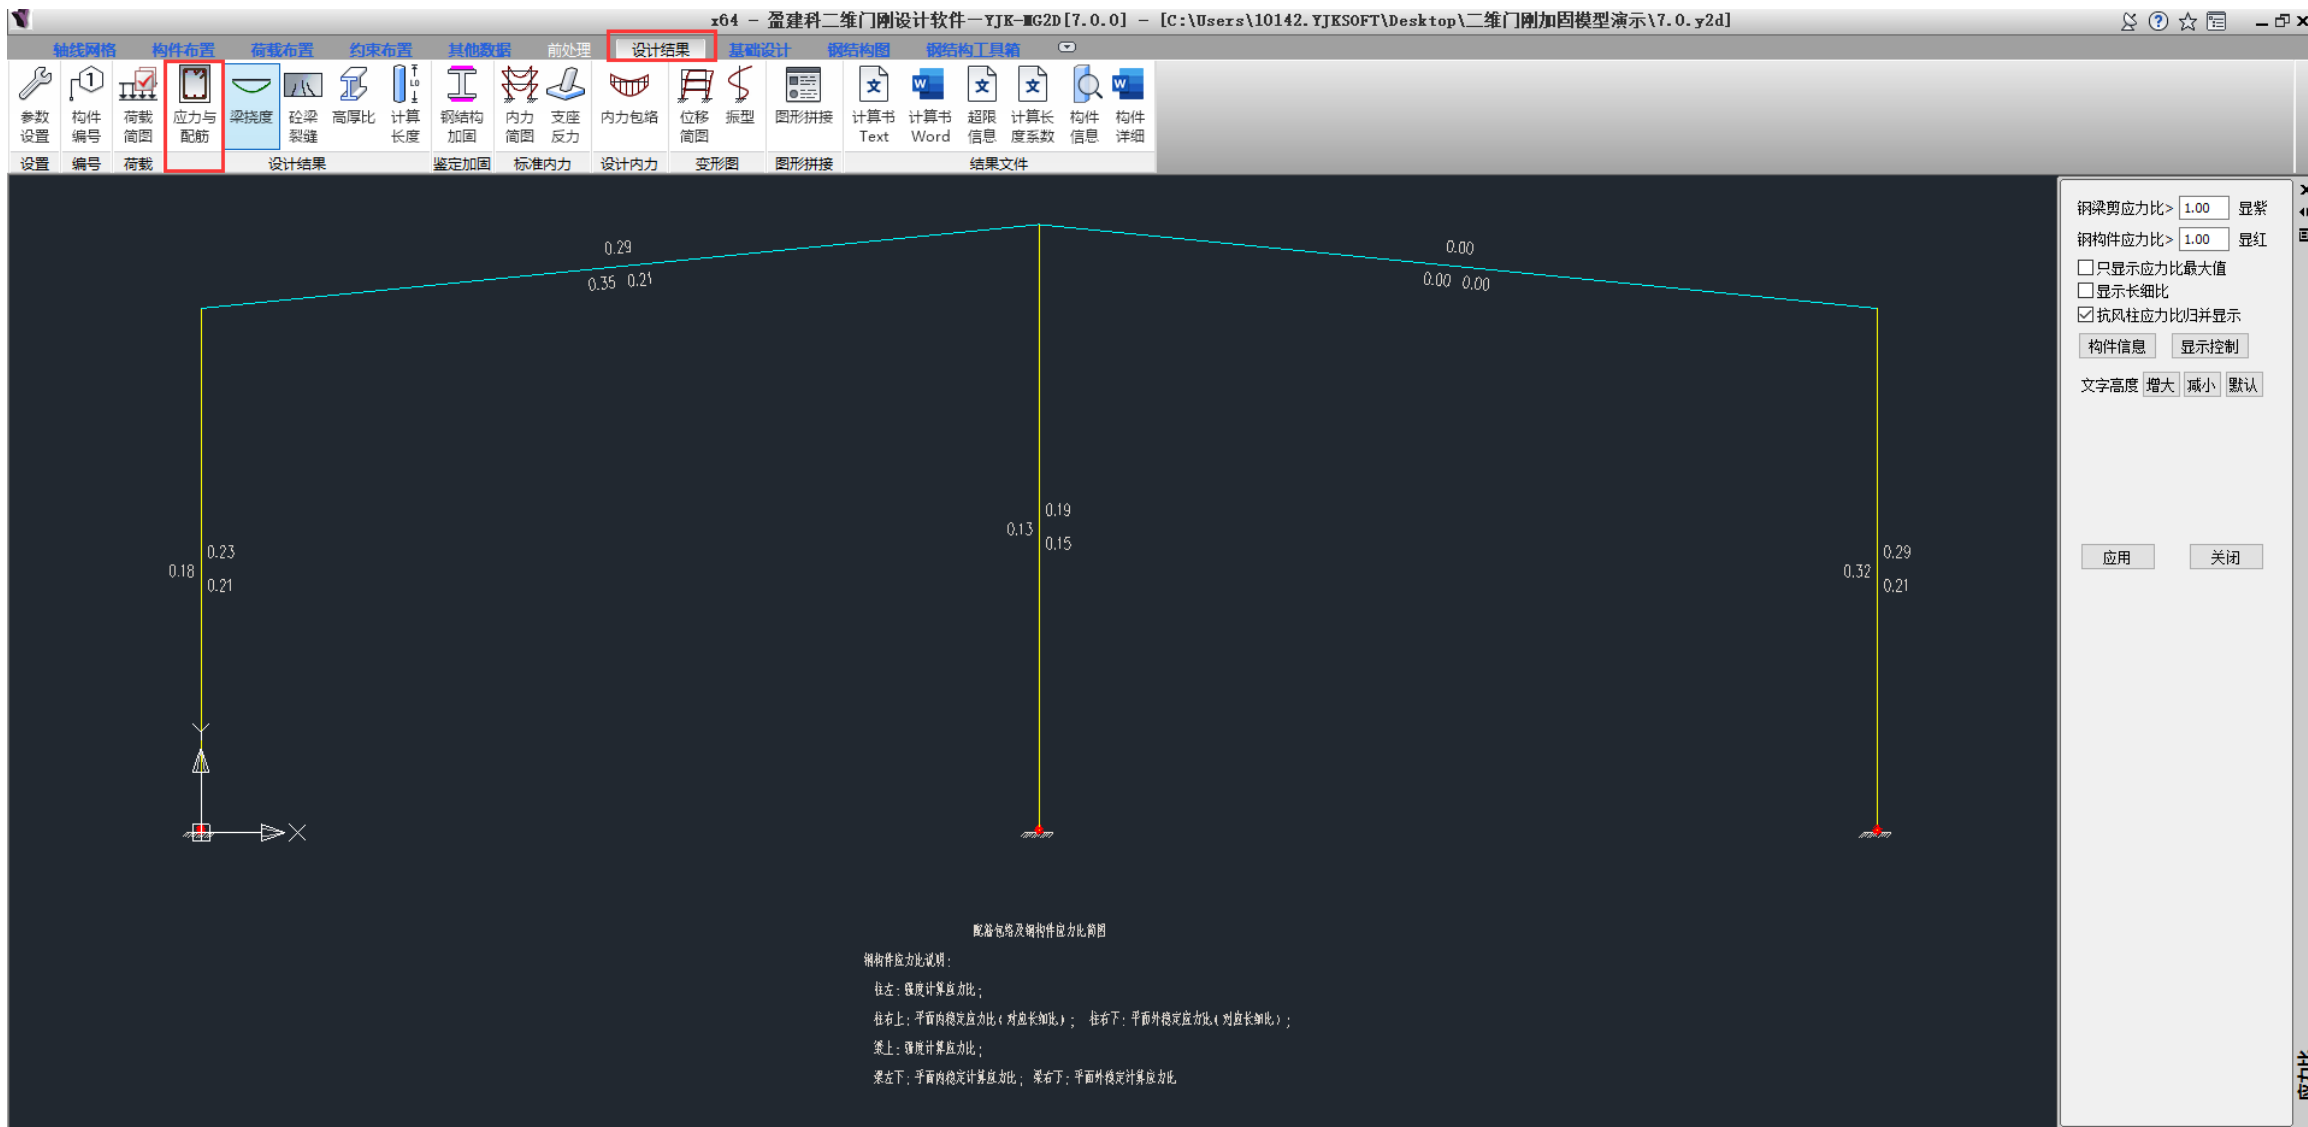 x64 - 盈建科二维门刚设计软件-YJK-MG2D[7.0.0] - [C:\Users\10142.YJKSOFT\Desktop\二维门刚加固模型演示\7.0.y2d]
轴线网格 构件布置 荷载布置 约束布置 其他数据 前处理 设计结果 基础设计 钢结构图 钢结构工具箱
参数设置 构件编号 荷载简图 应力与配筋 梁挠度 砼梁裂缝 高厚比 计算长度 钢结构加固 内力简图 支座反力 内力包络 位移简图 振型 图形拼接 计算书Text 计算书Word 超限信息 计算长度系数 构件信息 构件详细
设置 编号 荷载 设计结果 鉴定加固 标准内力 设计内力 变形图 图形拼接 结果文件
钢梁剪应力比> 1.00 显紫
钢构件应力比> 1.00 显红
只显示应力比最大值
显示长细比
抗风柱应力比归并显示
构件信息 显示控制
文字高度 增大 减小 默认
应用 关闭
应力比
0.29
0.35 0.21
0.00
0.00 0.00
0.18
0.23
0.21
0.13
0.19
0.15
0.32
0.29
0.21
Y
X
配筋包络及钢构件应力比简图
钢构件应力比说明：
柱左：强度计算应力比；
柱右上：平面内稳定应力比（对应长细比）； 柱右下：平面外稳定应力比（对应长细比）；
梁上：强度计算应力比；
梁左下：平面内稳定计算应力比； 梁右下：平面外稳定计算应力比